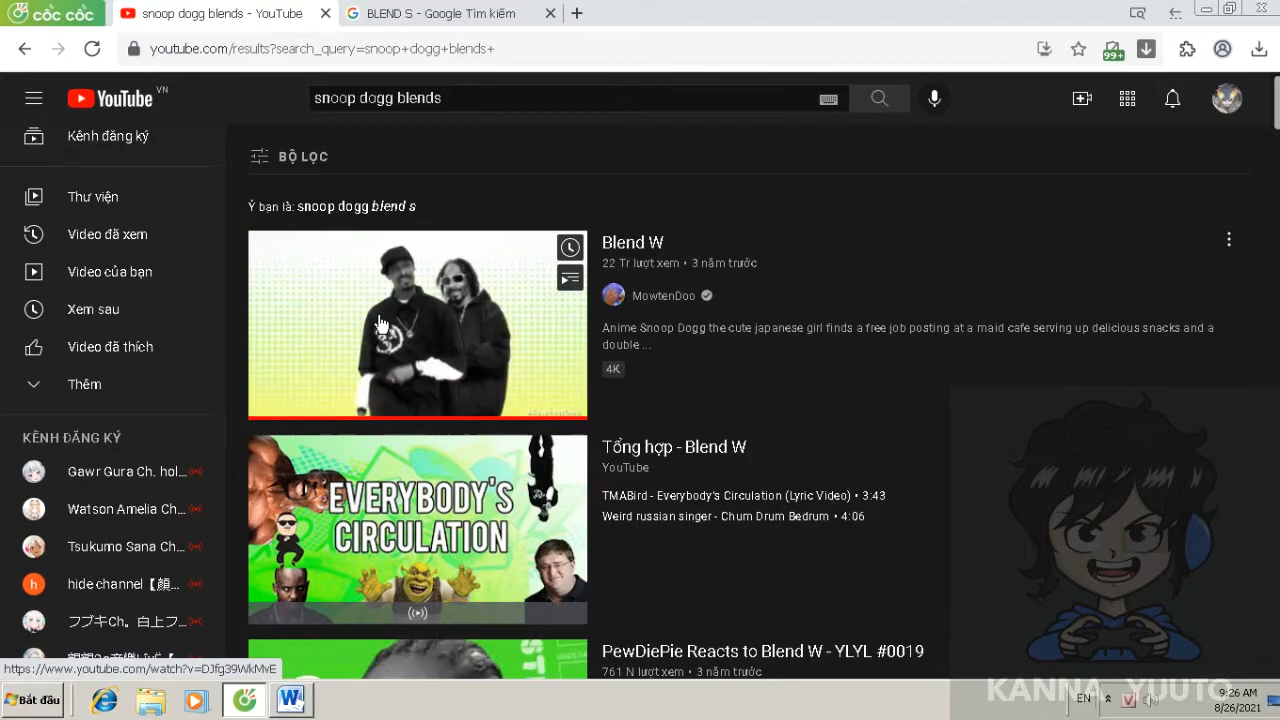 cốc cốc
snoop dogg blends - YouTube
BLEND S - Google Tìm kiếm
youtube.com/results?search_query=snoop+dogg+blends+
99+
YouTube VN
snoop dogg blends
Kênh đăng ký
Thư viện
Video đã xem
Video của bạn
Xem sau
Video đã thích
Thêm
KÊNH ĐĂNG KÝ
Gawr Gura Ch. hol...
Watson Amelia Ch...
Tsukumo Sana Ch...
h
hide channel【顔...
フブキCh。白上フ...
BỘ LỌC
Ý bạn là: snoop dogg blend s
Blend W
22 Tr lượt xem • 3 năm trước
MowtenDoo
Anime Snoop Dogg the cute japanese girl finds a free job posting at a maid cafe serving up delicious snacks and a
double ...
4K
EVERYBODY'S
CIRCULATION
Tổng hợp - Blend W
YouTube
TMABird - Everybody's Circulation (Lyric Video) • 3:43
Weird russian singer - Chum Drum Bedrum • 4:06
PewDiePie Reacts to Blend W - YLYL #0019
761 N lượt xem • 3 năm trước
https://www.youtube.com/watch?v=DJfg39WkMvE
KANNA YUUTO
Bắt đầu
EN
9:26 AM
8/26/2021